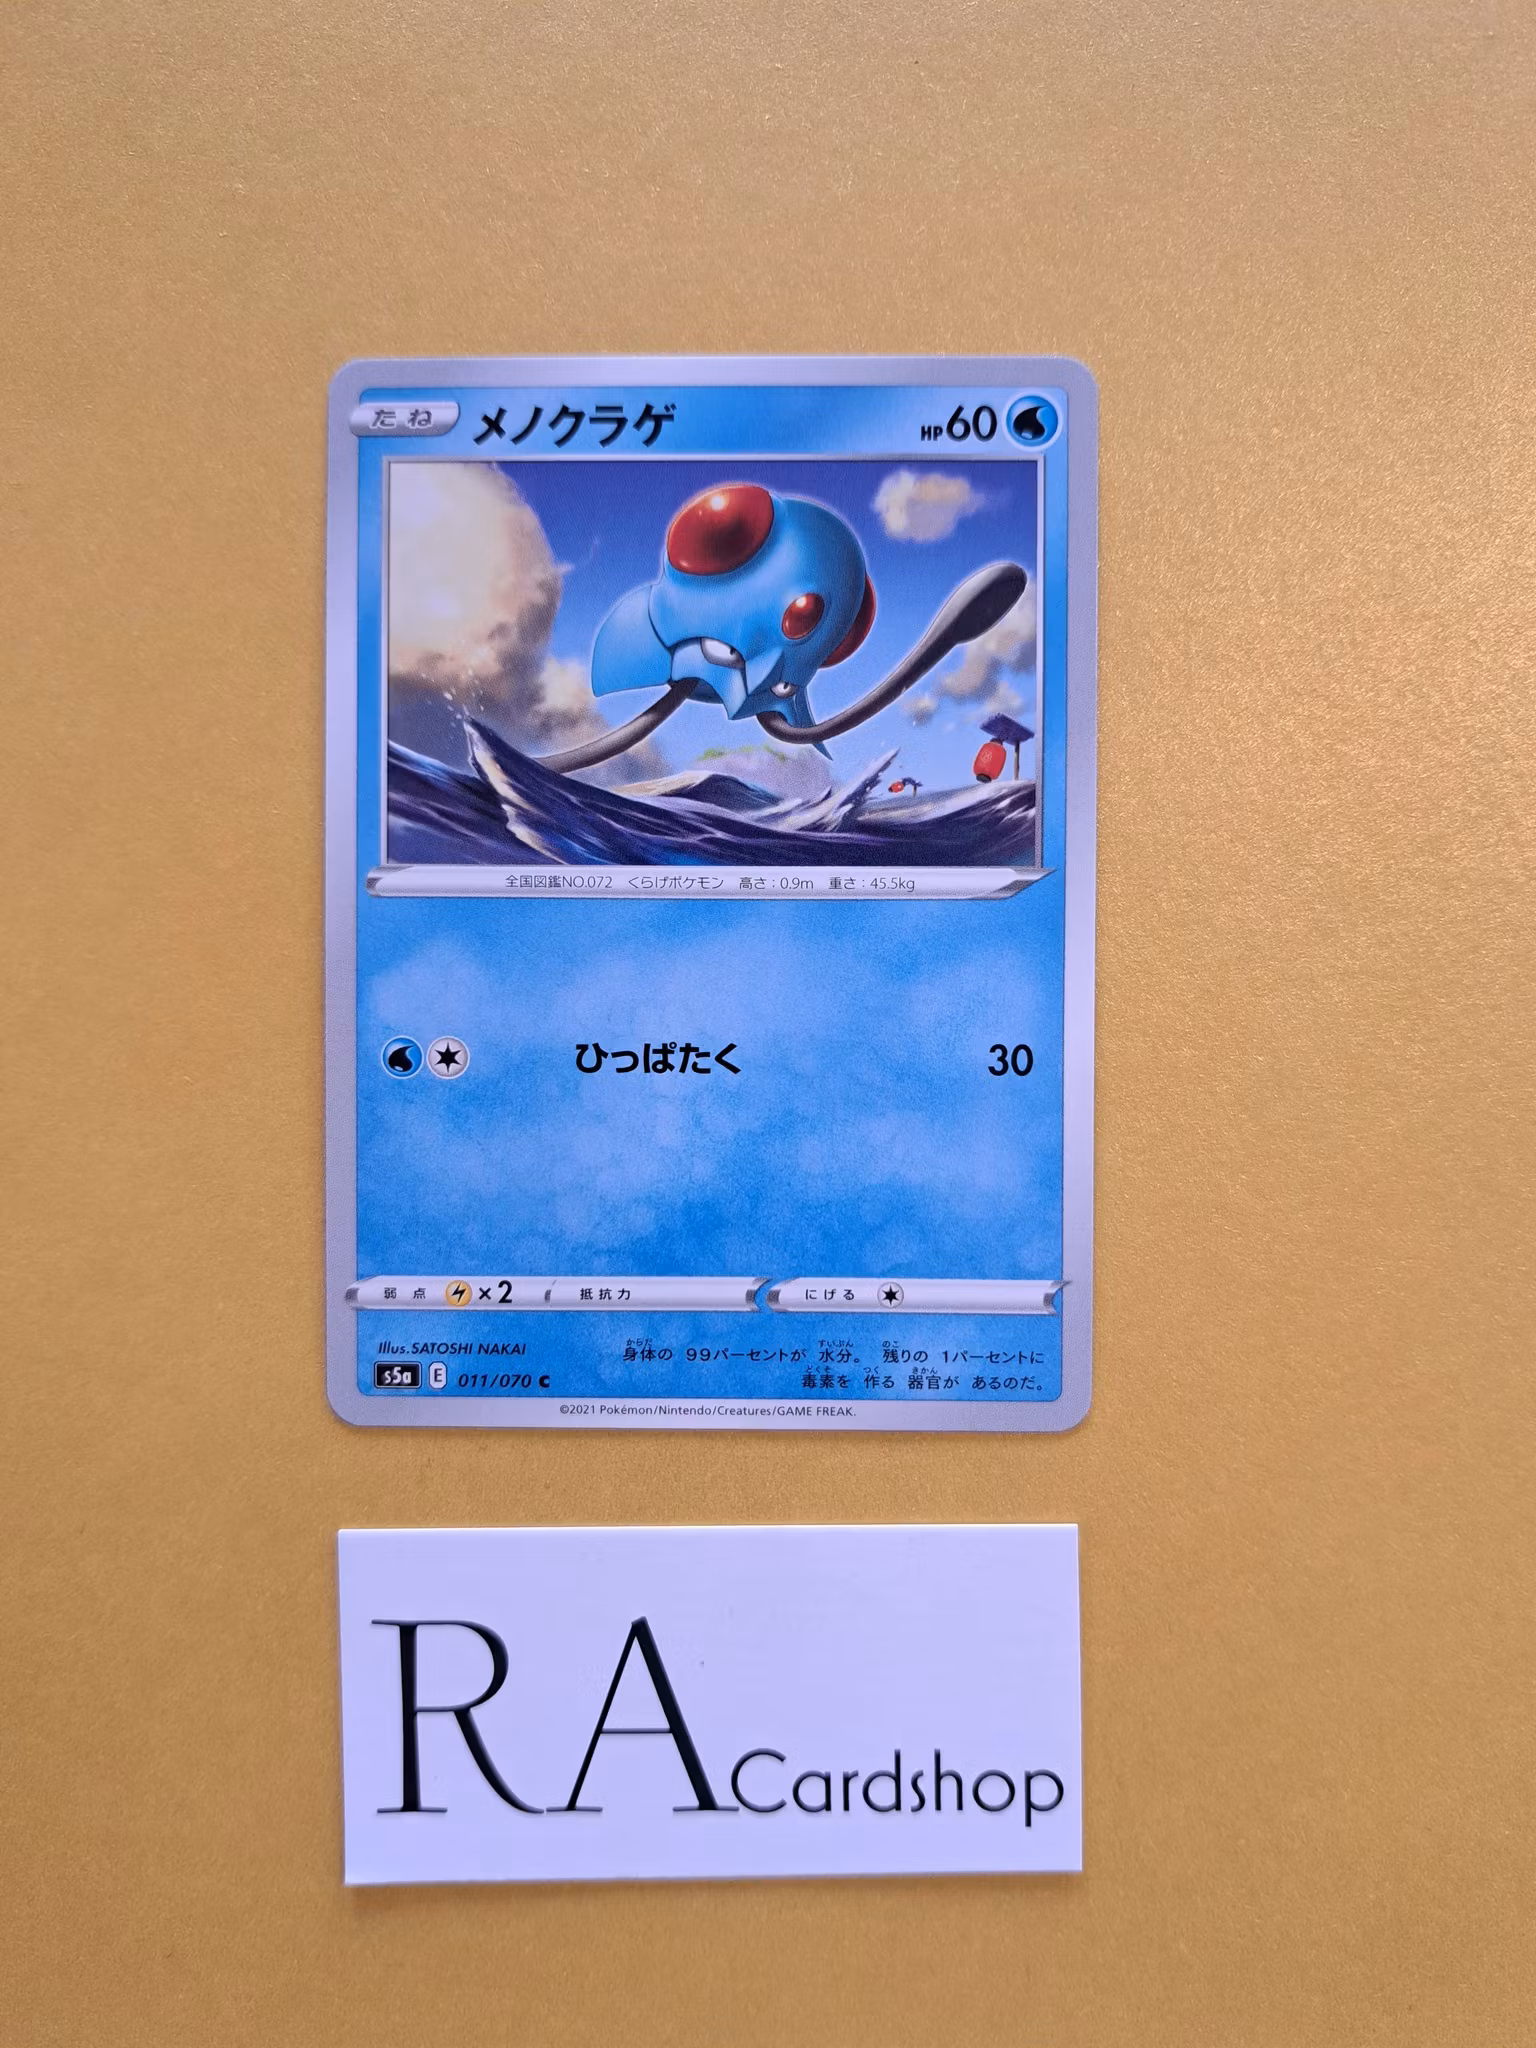 たね メノクラゲ HP60
全国図鑑NO.072 くらげポケモン 高さ：0.9m 重さ：45.5kg
ひっぱたく 30
弱点 ×2 抵抗力 にげる
Illus.SATOSHI NAKAI
身体の 99パーセントが 水分。 残りの 1パーセントに
毒素を 作る 器官が あるのだ。
s5a E 011/070 C
©2021 Pokémon/Nintendo/Creatures/GAME FREAK.
RA Cardshop